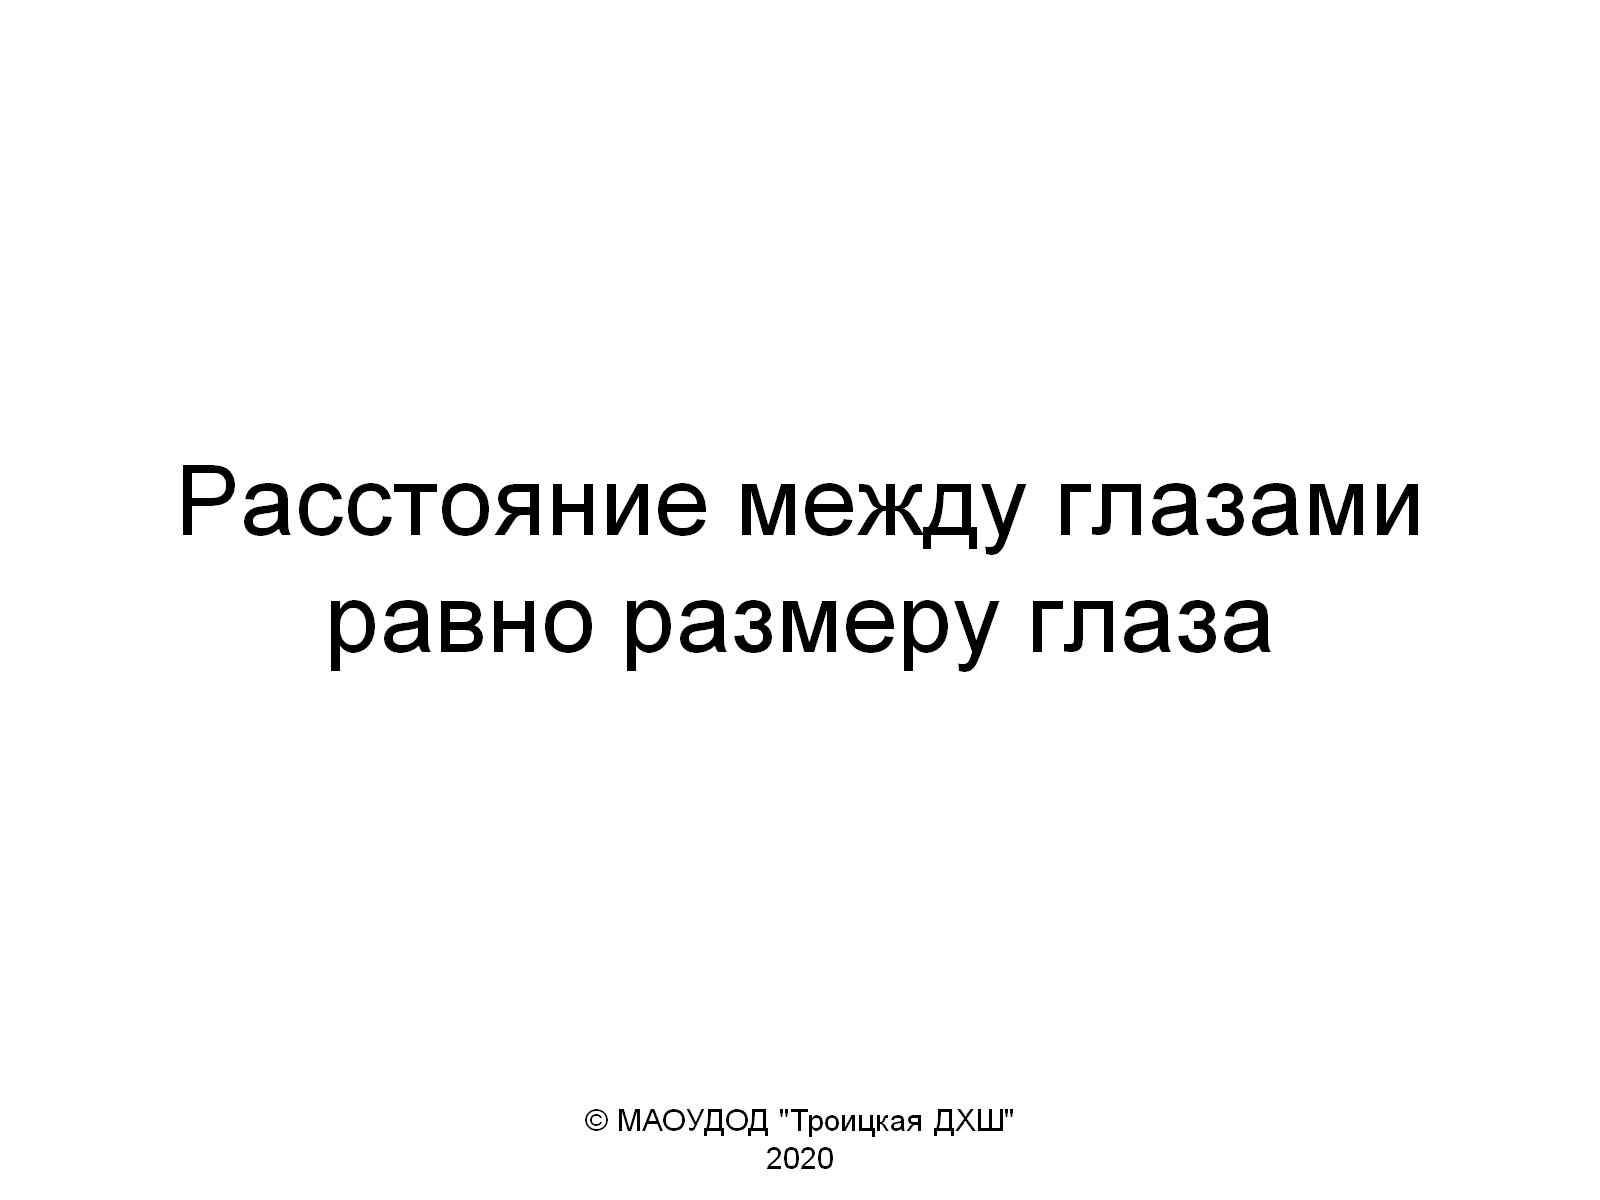 Расстояние между глазами
равно размеру глаза
© МАОУДОД "Троицкая ДХШ"
2020